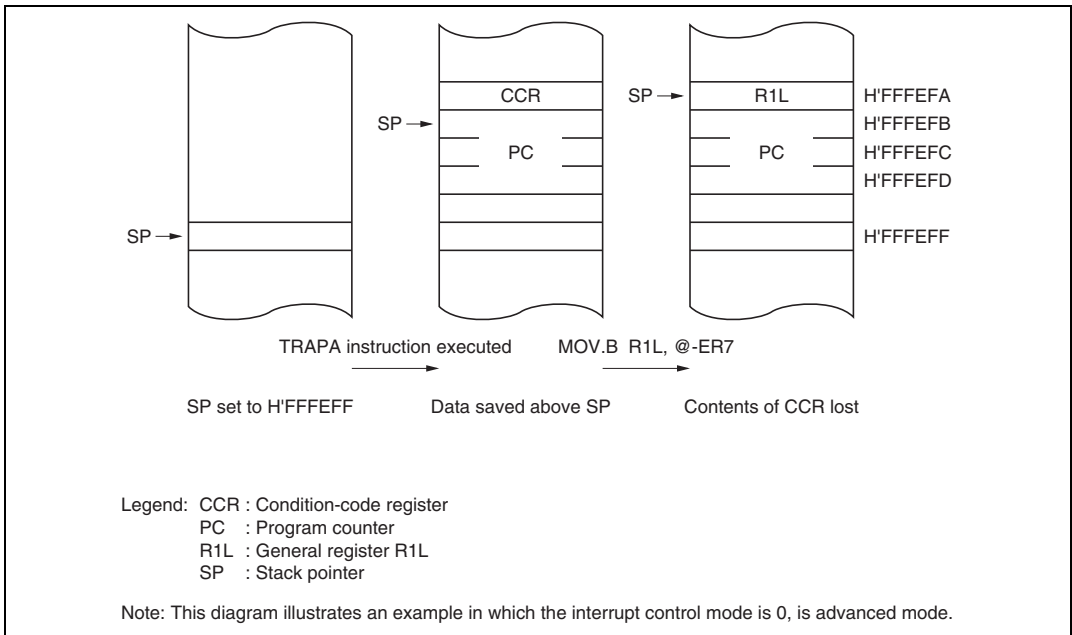 CCR
SP
R1L
H'FFFEFA
SP
H'FFFEFB
PC
PC
H'FFFEFC
H'FFFEFD
SP
H'FFFEFF
TRAPA instruction executed
MOV.B R1L, @-ER7
SP set to H'FFFEFF
Data saved above SP
Contents of CCR lost
Legend: CCR : Condition-code register
PC : Program counter
R1L : General register R1L
SP : Stack pointer
Note: This diagram illustrates an example in which the interrupt control mode is 0, is advanced mode.